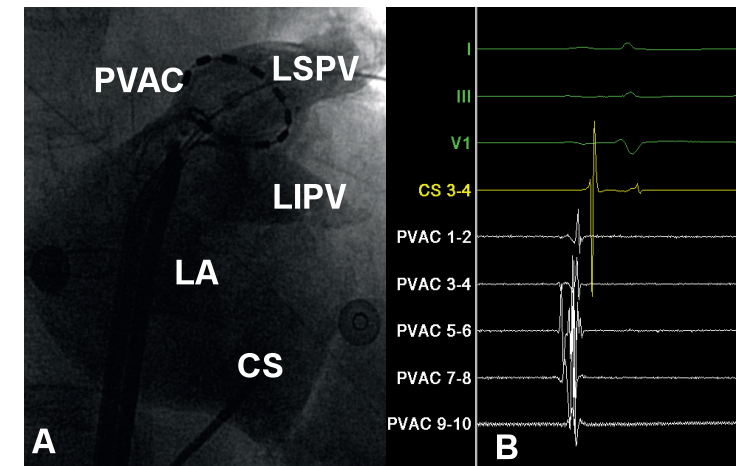 PVAC
LSPV
LIPV
LA
CS
A
I
III
V1
CS 3-4
PVAC 1-2
PVAC 3-4
PVAC 5-6
PVAC 7-8
PVAC 9-10
B